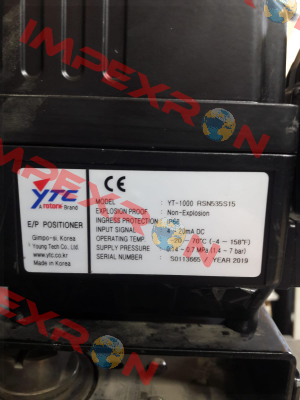 IMPEXRON
YTC
rotary Brand
CE
E/P POSITIONER
Gimpo-si, Korea
Young Tech Co., Ltd.
www.ytc.co.kr
Made in Korea
MODEL : YT-1000 RSN535S15
EXPLOSION PROOF : Non-Explosion
INGRESS PROTECTION : IP66
INPUT SIGNAL : 4 - 20mA DC
OPERATING TEMP. : -20 - 70°C (-4 ~ 158°F)
SUPPLY PRESSURE : 0.14 - 0.7 MPa (1.4 ~ 7 bar)
SERIAL NUMBER : S0113665 YEAR 2019
IMPEXRON
IMPEXRON